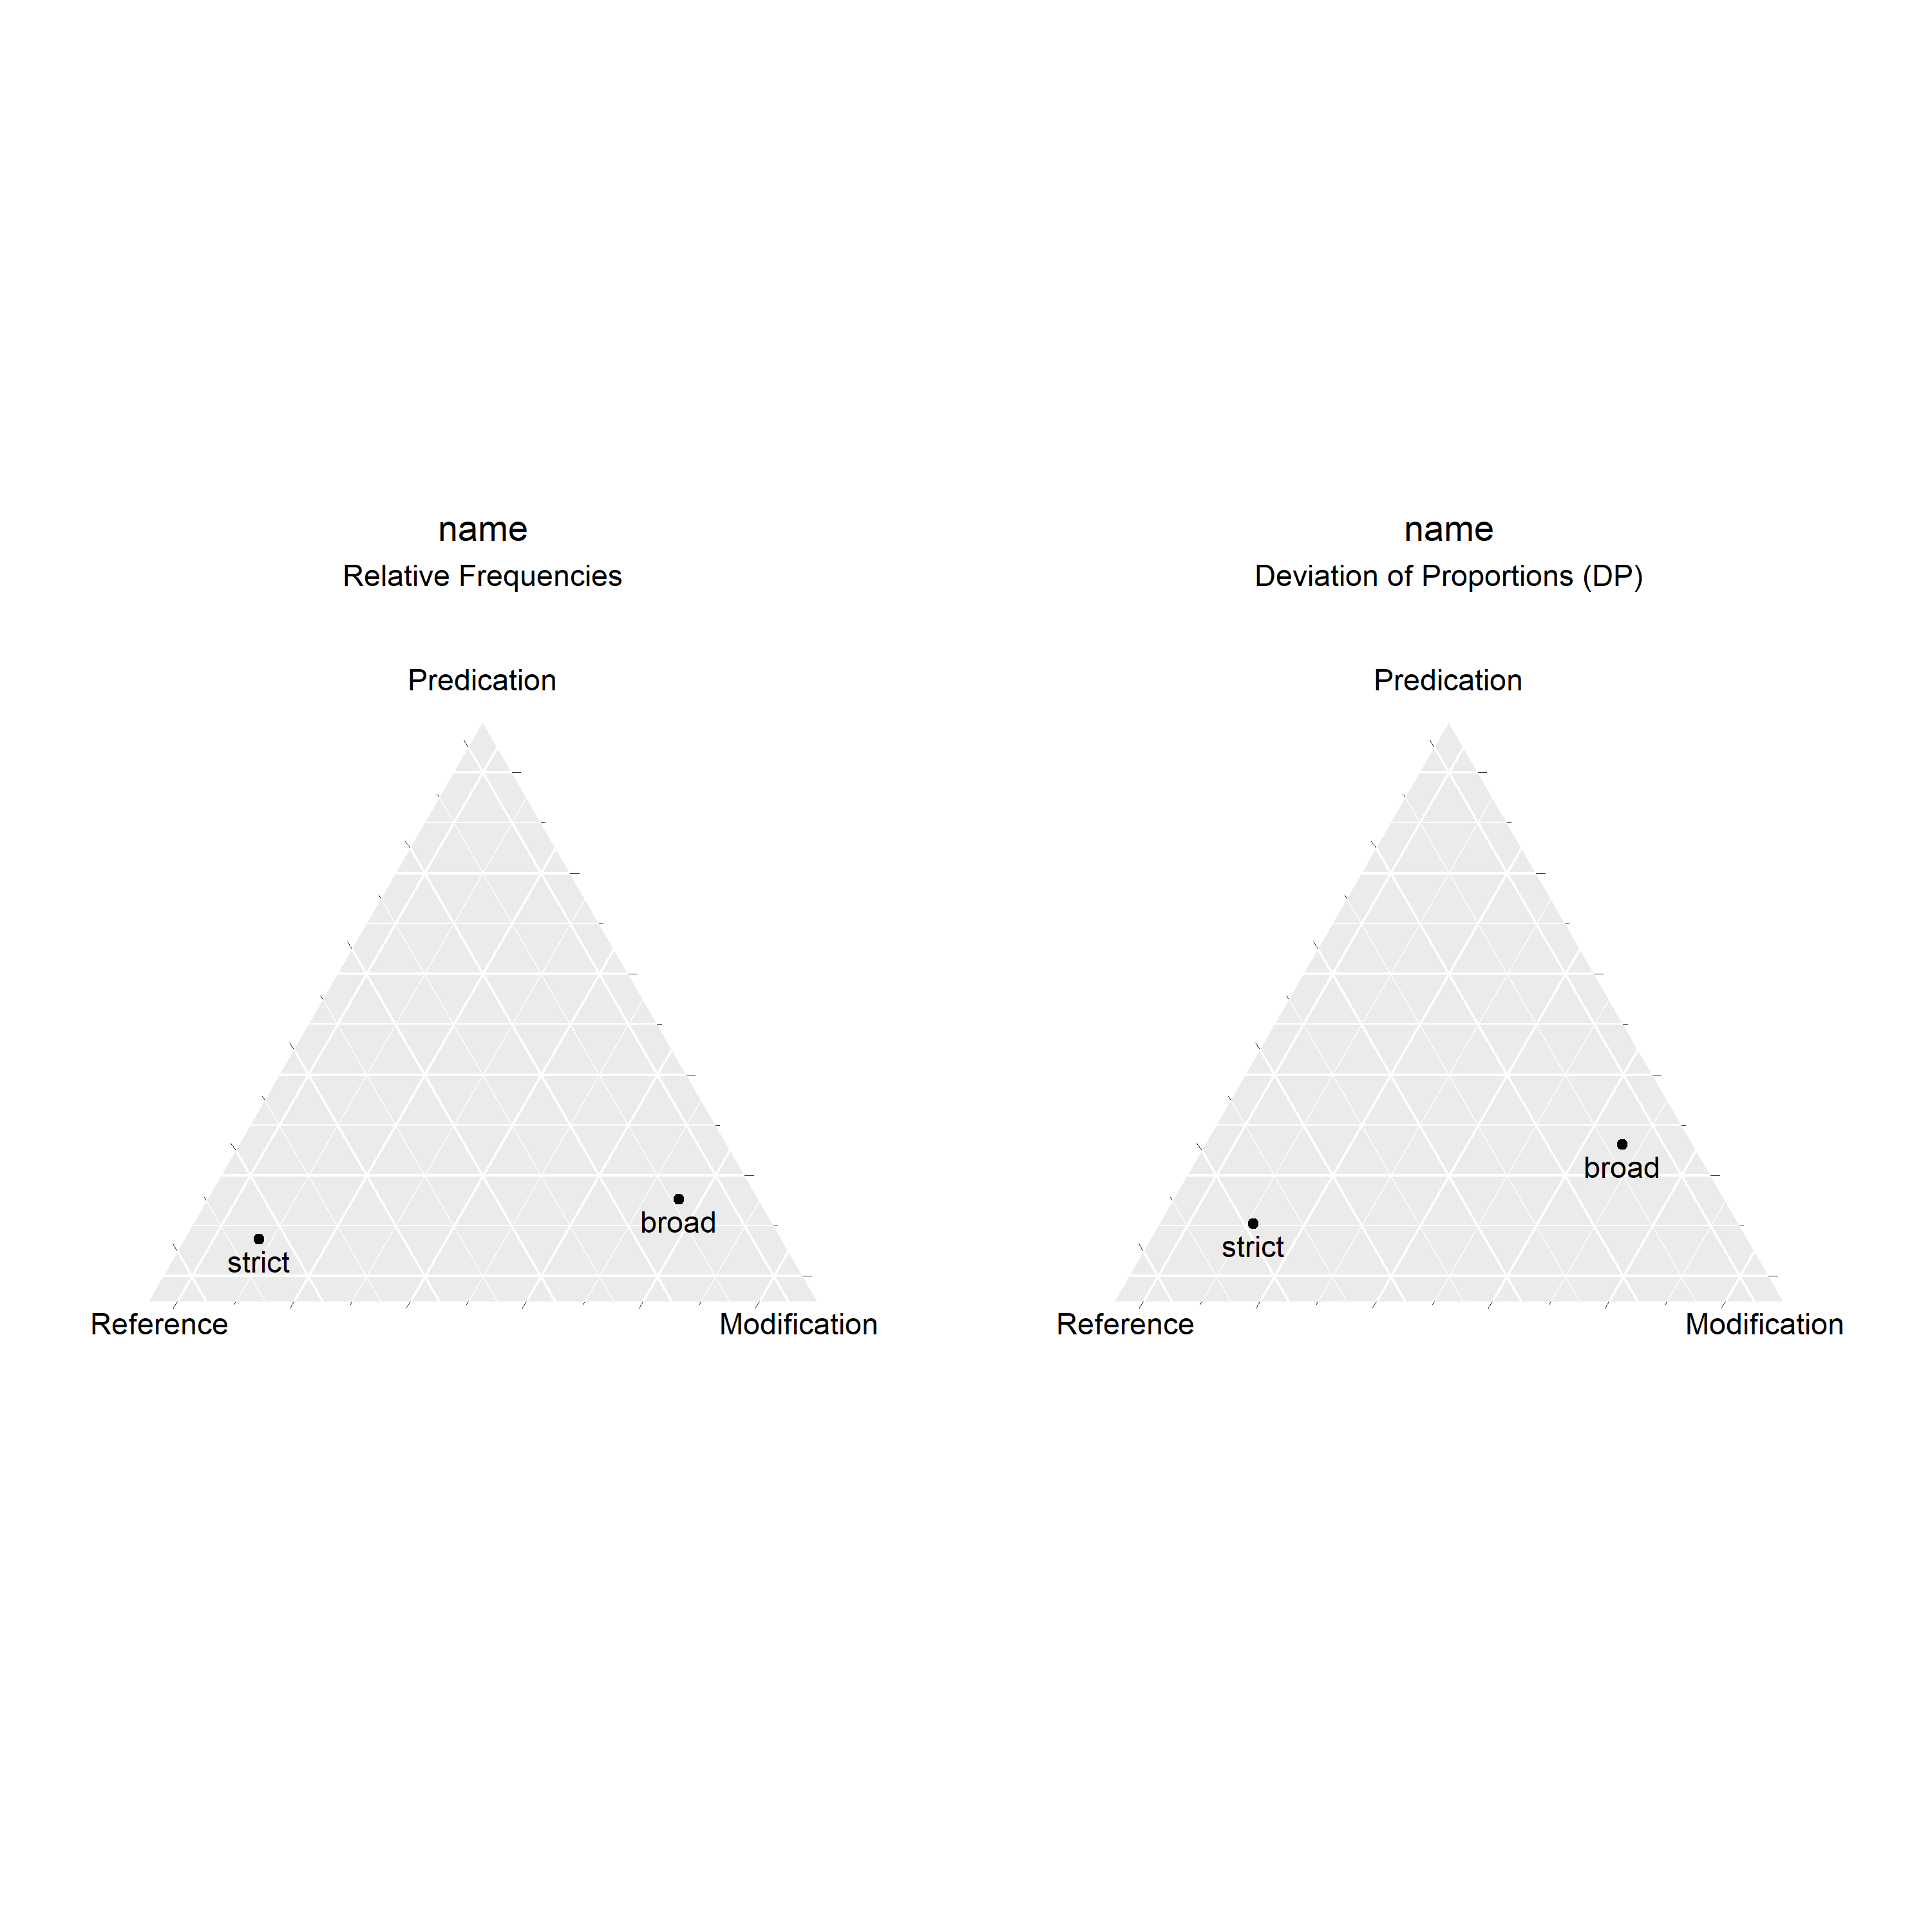 name
Relative Frequencies
Predication
broad
strict
Reference
Modification
name
Deviation of Proportions (DP)
Predication
broad
strict
Reference
Modification